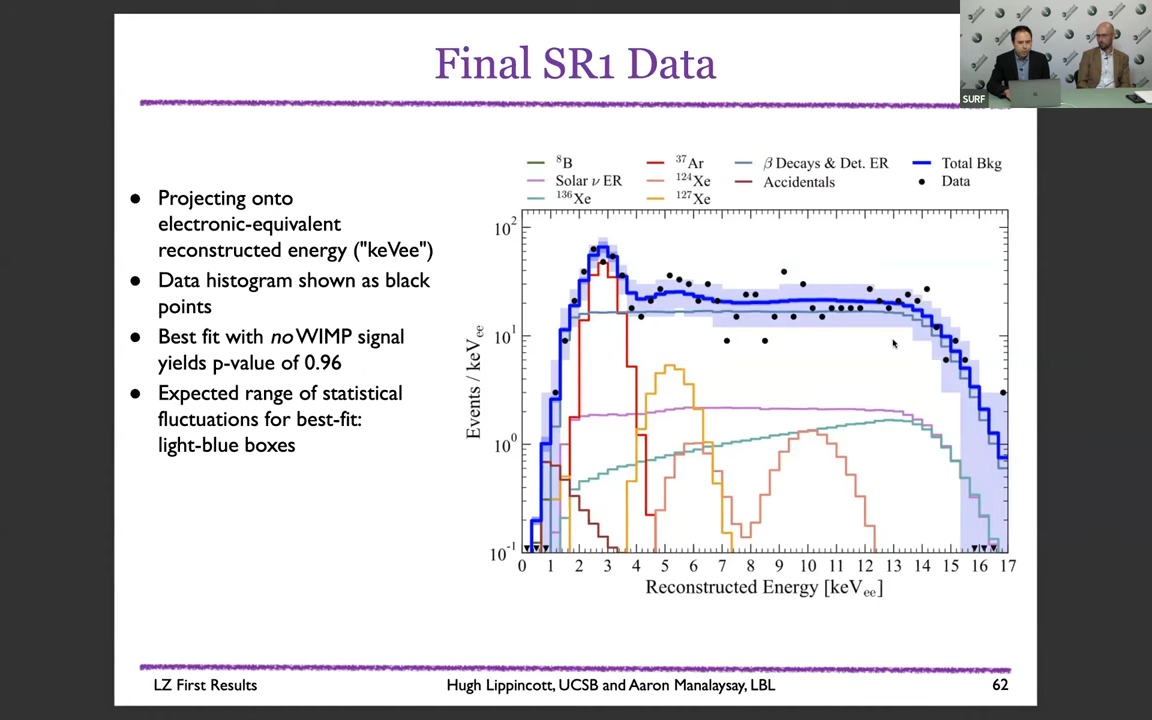 Final SR1 Data
SURF
● Projecting onto
electronic-equivalent
reconstructed energy ("keVee")
● Data histogram shown as black
points
● Best fit with no WIMP signal
yields p-value of 0.96
● Expected range of statistical
fluctuations for best-fit:
light-blue boxes
⁸B
Solar ν ER
¹³⁶Xe
³⁷Ar
¹²⁴Xe
¹²⁷Xe
β Decays & Det. ER
Accidentals
Total Bkg
Data
Events / keVₑₑ
10²
10¹
10⁰
10⁻¹
0 1 2 3 4 5 6 7 8 9 10 11 12 13 14 15 16 17
Reconstructed Energy [keVₑₑ]
LZ First Results
Hugh Lippincott, UCSB and Aaron Manalaysay, LBL
62